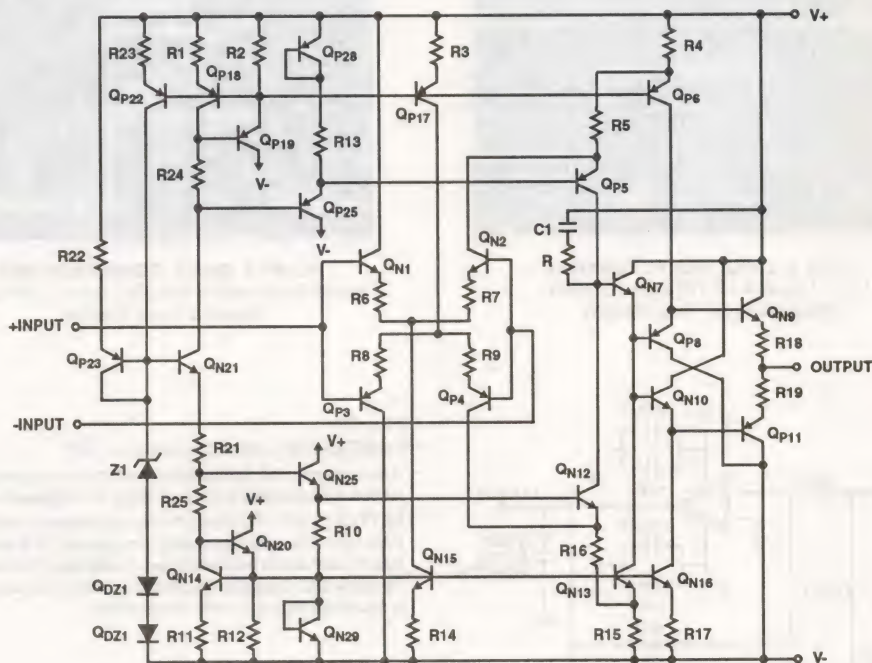 V+
R23
R1
R2
QP28
R3
R4
QP18
QP22
QP17
QP6
R5
QP19
R13
V-
R24
QP5
QP25
V-
C1
R
QN1
QN2
QN7
R22
R6
R7
QN9
QP8
R18
+INPUT
R8
R9
OUTPUT
QP23
QN21
QN10
R19
QP3
QP4
QP11
-INPUT
R21
V+
Z1
QN25
QN12
R25
V+
R10
QN20
R16
QN15
QN14
QN13
QN16
QDZ1
R11
R12
QN29
R14
R15
R17
QDZ1
V-